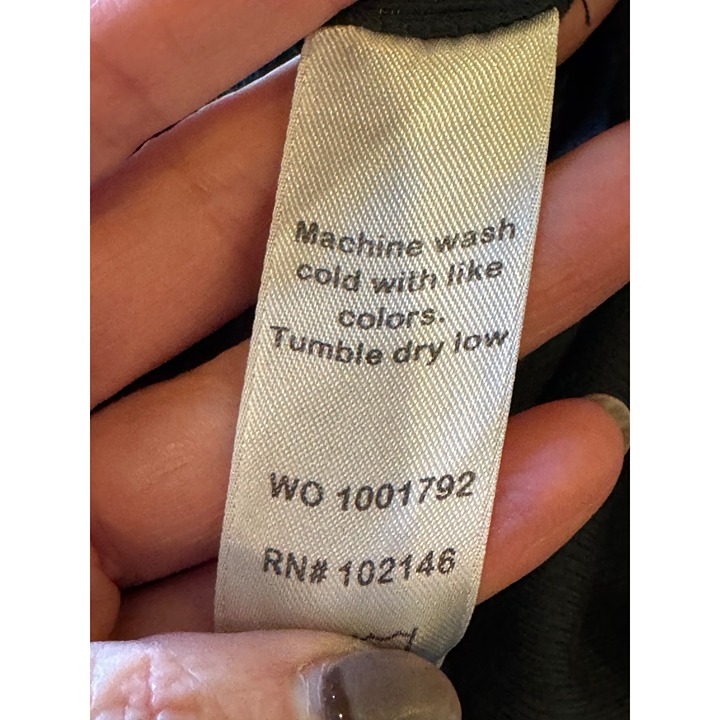 Machine wash
cold with like
colors.
Tumble dry low
WO 1001792
RN# 102146